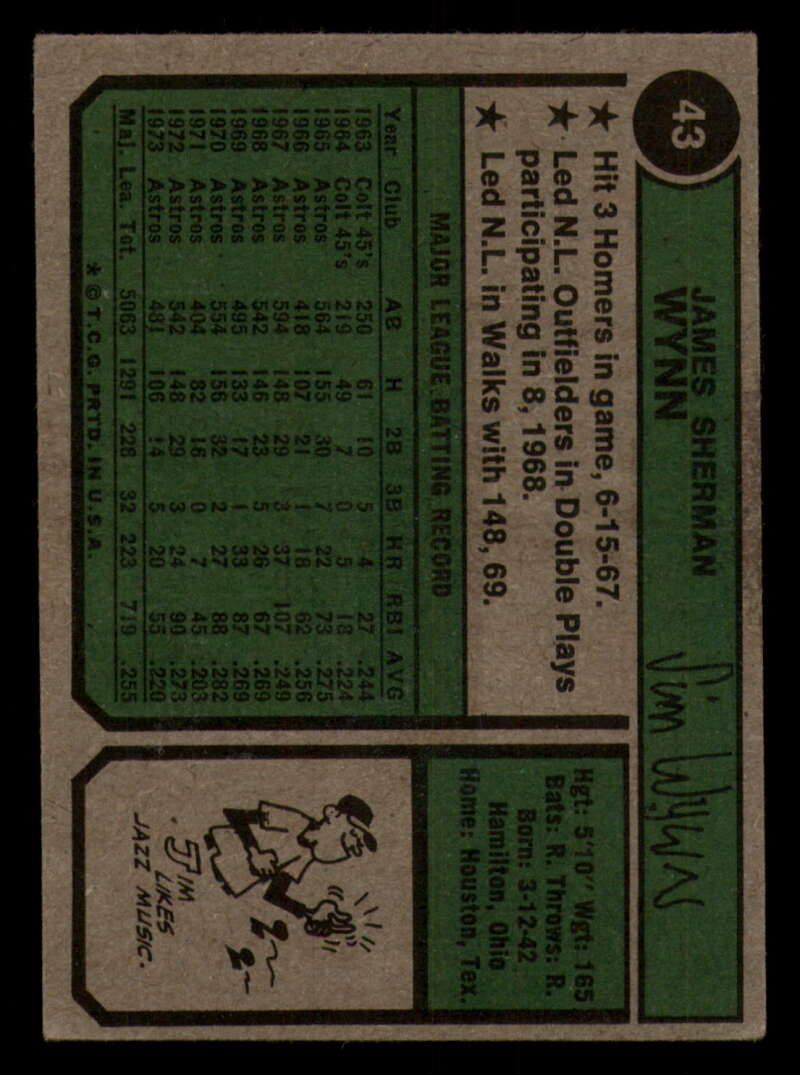 43
JAMES SHERMAN
WYNN
Jim Wynn
★ Hit 3 Homers in game, 6-15-67.
★ Led N.L. Outfielders in Double Plays
participating in 8, 1968.
★ Led N.L. in Walks with 148, 69.
Hgt: 5'10" Wgt: 165
Bats: R. Throws: R.
Born: 3-12-42
Hamilton, Ohio
Home: Houston, Tex.
MAJOR LEAGUE BATTING RECORD
Year Club AB H 2B 3B HR RBI AVG
1963 Colt 45's 250 61 10 5 4 27 .244
1964 Colt 45's 219 49 7 0 5 18 .224
1965 Astros 564 155 30 7 22 73 .275
1966 Astros 418 107 21 1 18 62 .256
1967 Astros 594 148 29 3 37 107 .249
1968 Astros 542 146 23 5 26 67 .269
1969 Astros 495 133 17 1 33 87 .269
1970 Astros 554 156 32 2 27 88 .282
1971 Astros 404 82 16 0 7 45 .203
1972 Astros 542 148 29 3 24 90 .273
1973 Astros 481 106 14 5 20 55 .220
Maj. Lea. Tot. 5063 1291 228 32 223 719 .255
* © T.C.G. PRTD. IN U.S.A.
JIM
LIKES
JAZZ MUSIC.